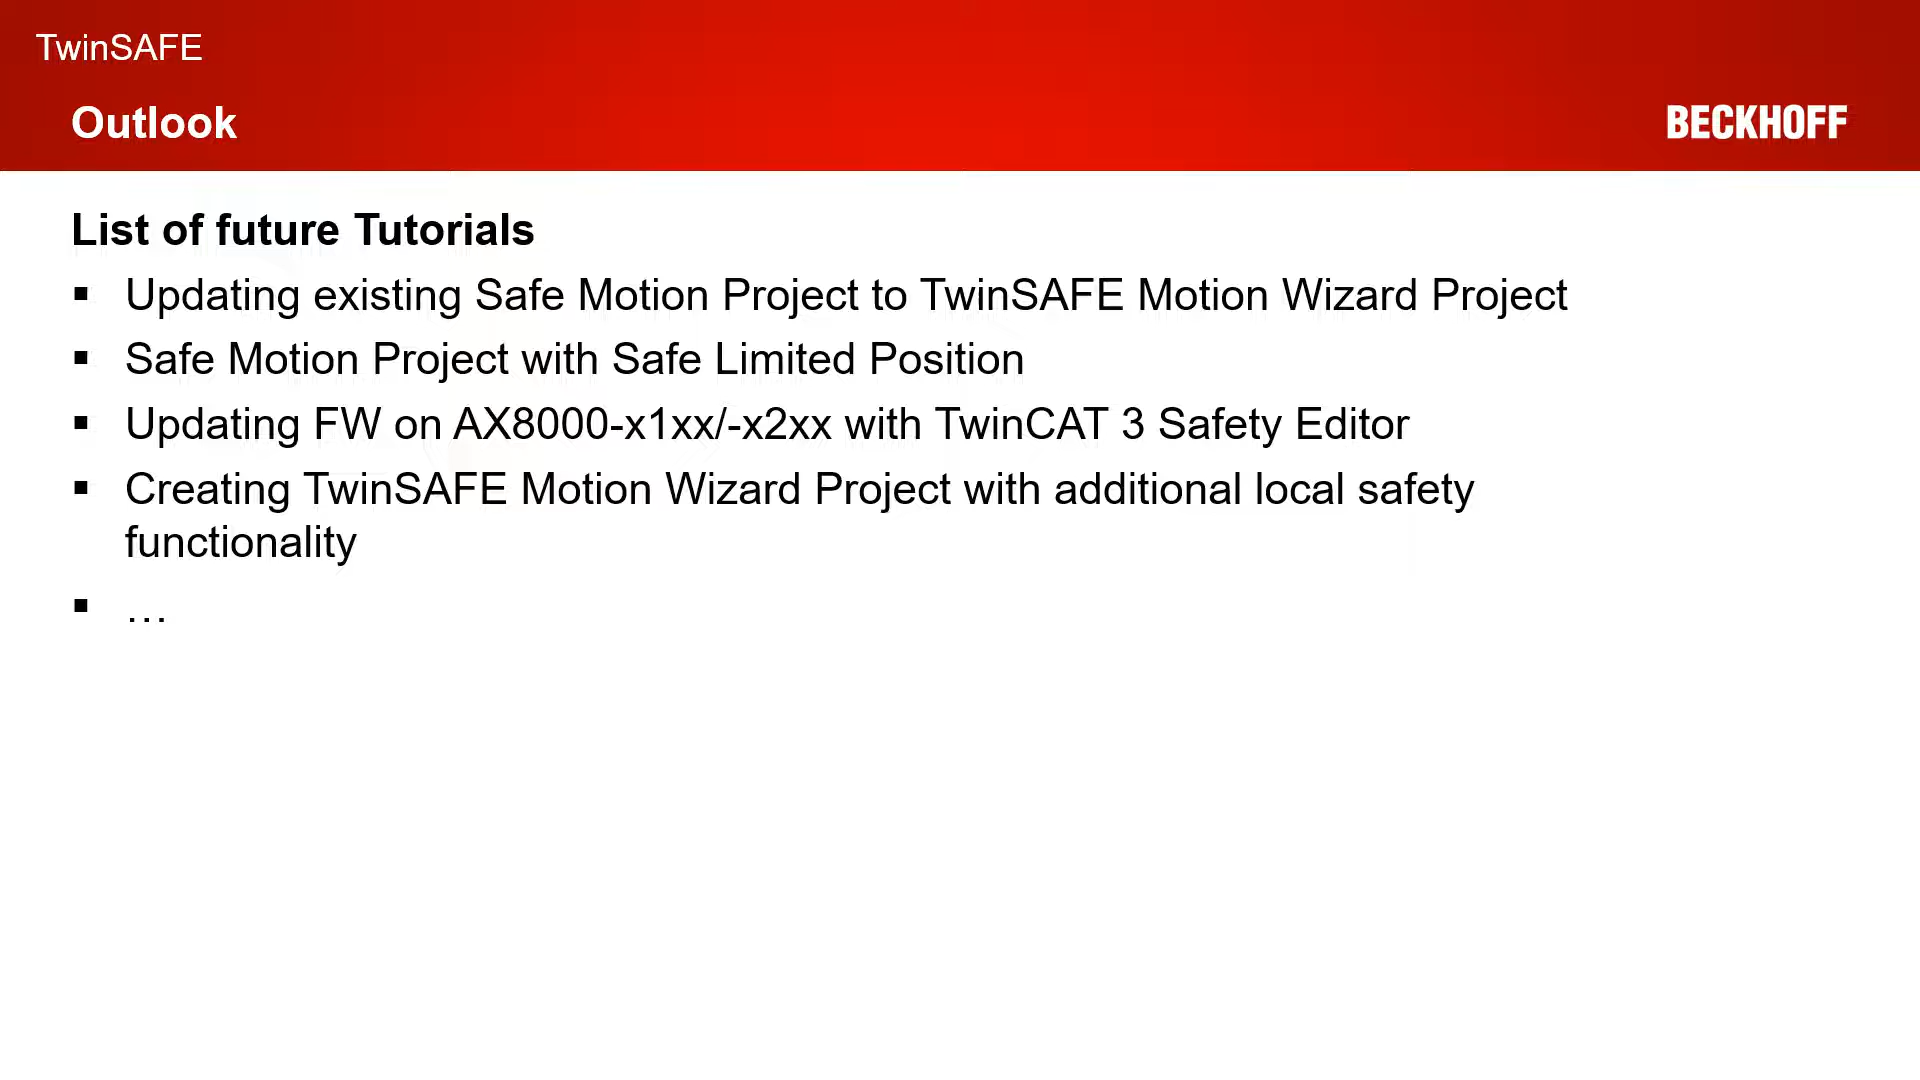 TwinSAFE
Outlook
BECKHOFF
List of future Tutorials
▪ Updating existing Safe Motion Project to TwinSAFE Motion Wizard Project
▪ Safe Motion Project with Safe Limited Position
▪ Updating FW on AX8000-x1xx/-x2xx with TwinCAT 3 Safety Editor
▪ Creating TwinSAFE Motion Wizard Project with additional local safety
functionality
▪ …